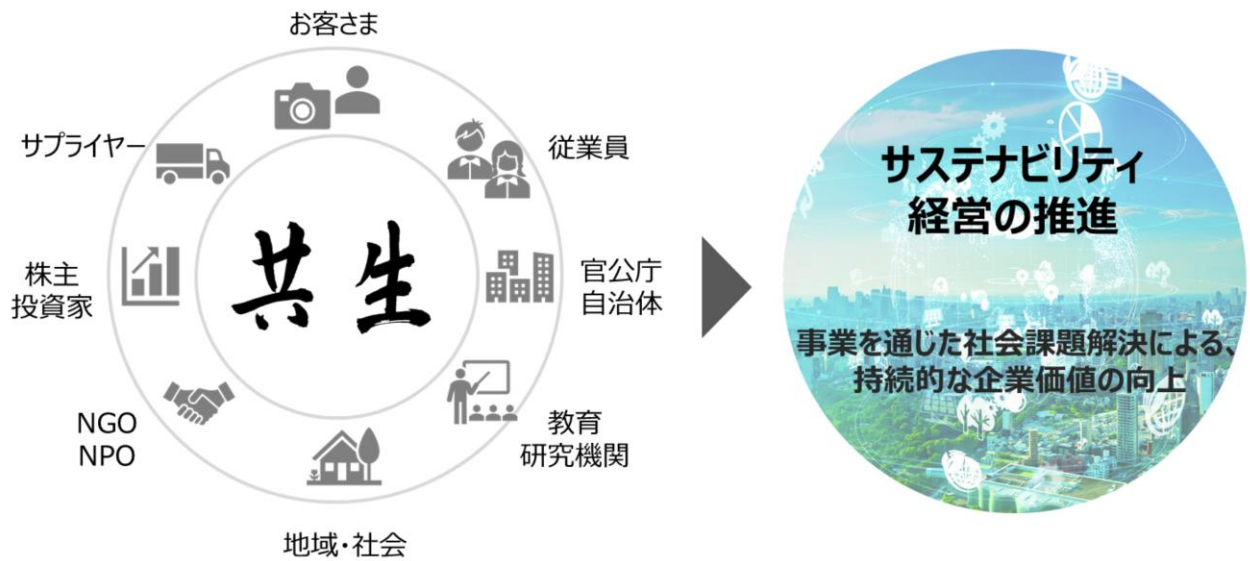 お客さま
サプライヤー
従業員
株主
投資家
共生
官公庁
自治体
NGO
NPO
教育
研究機関
地域・社会
サステナビリティ
経営の推進
事業を通じた社会課題解決による、
持続的な企業価値の向上